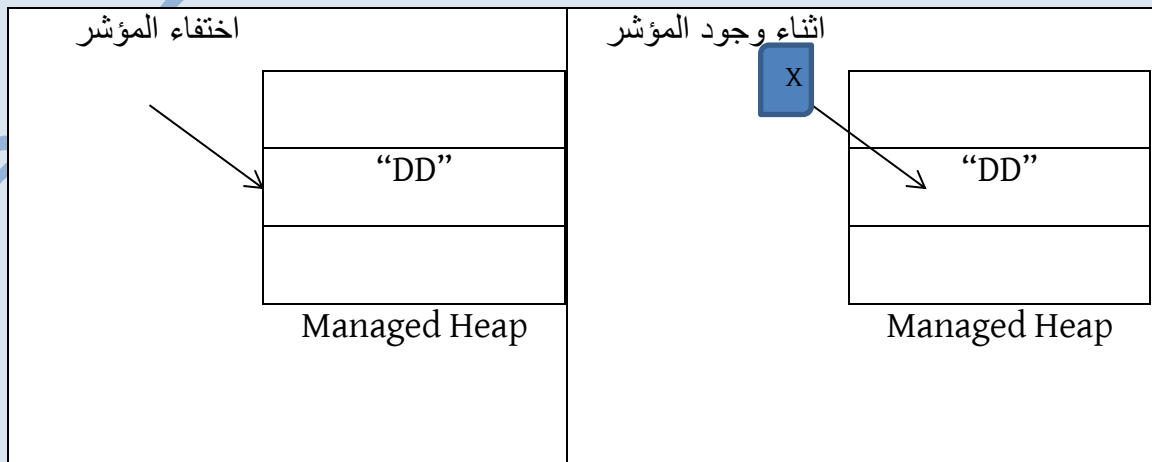 اثناء وجود المؤشر
X
“DD”
Managed Heap
اختفاء المؤشر
“DD”
Managed Heap